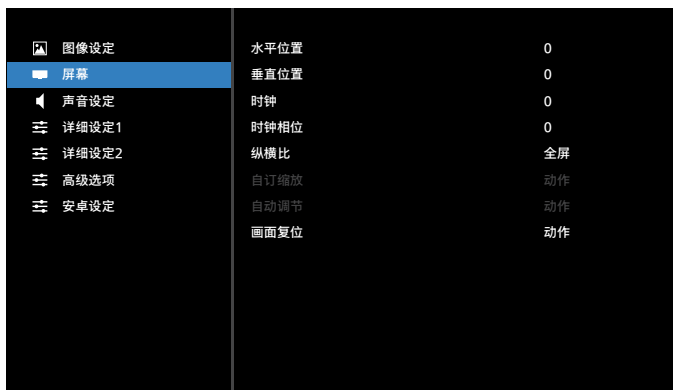 图像设定
屏幕
声音设定
详细设定1
详细设定2
高级选项
安卓设定
水平位置 0
垂直位置 0
时钟 0
时钟相位 0
纵横比 全屏
自订缩放 动作
自动调节 动作
画面复位 动作